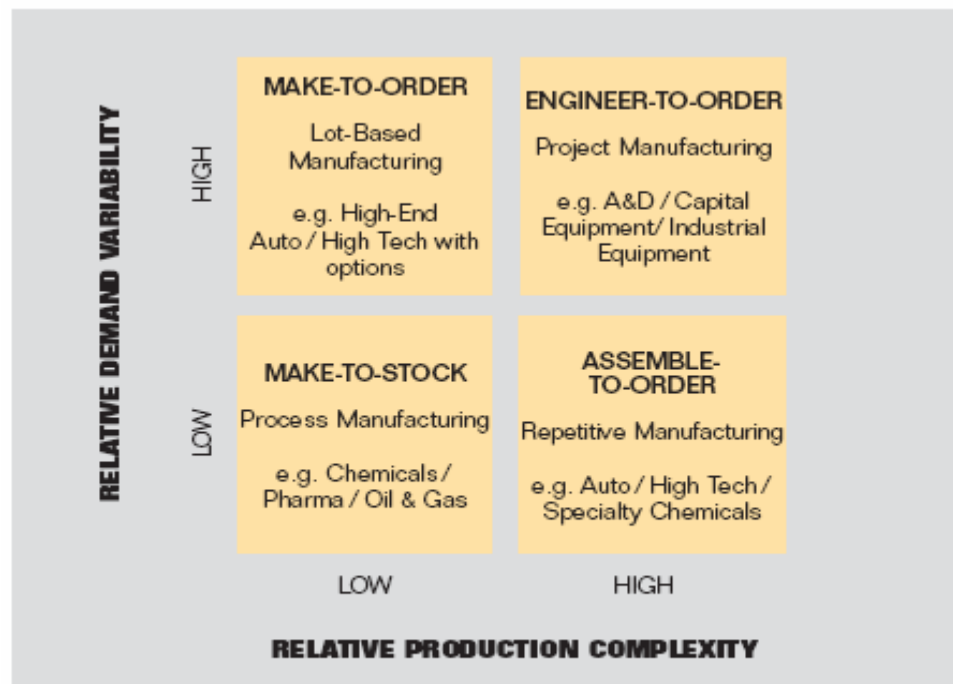 RELATIVE DEMAND VARIABILITY
HIGH
LOW
MAKE-TO-ORDER
Lot-Based
Manufacturing
e.g. High-End
Auto / High Tech with
options
ENGINEER-TO-ORDER
Project Manufacturing
e.g. A&D / Capital
Equipment/ Industrial
Equipment
MAKE-TO-STOCK
Process Manufacturing
e.g. Chemicals /
Pharma / Oil & Gas
ASSEMBLE-
TO-ORDER
Repetitive Manufacturing
e.g. Auto / High Tech /
Specialty Chemicals
LOW
HIGH
RELATIVE PRODUCTION COMPLEXITY